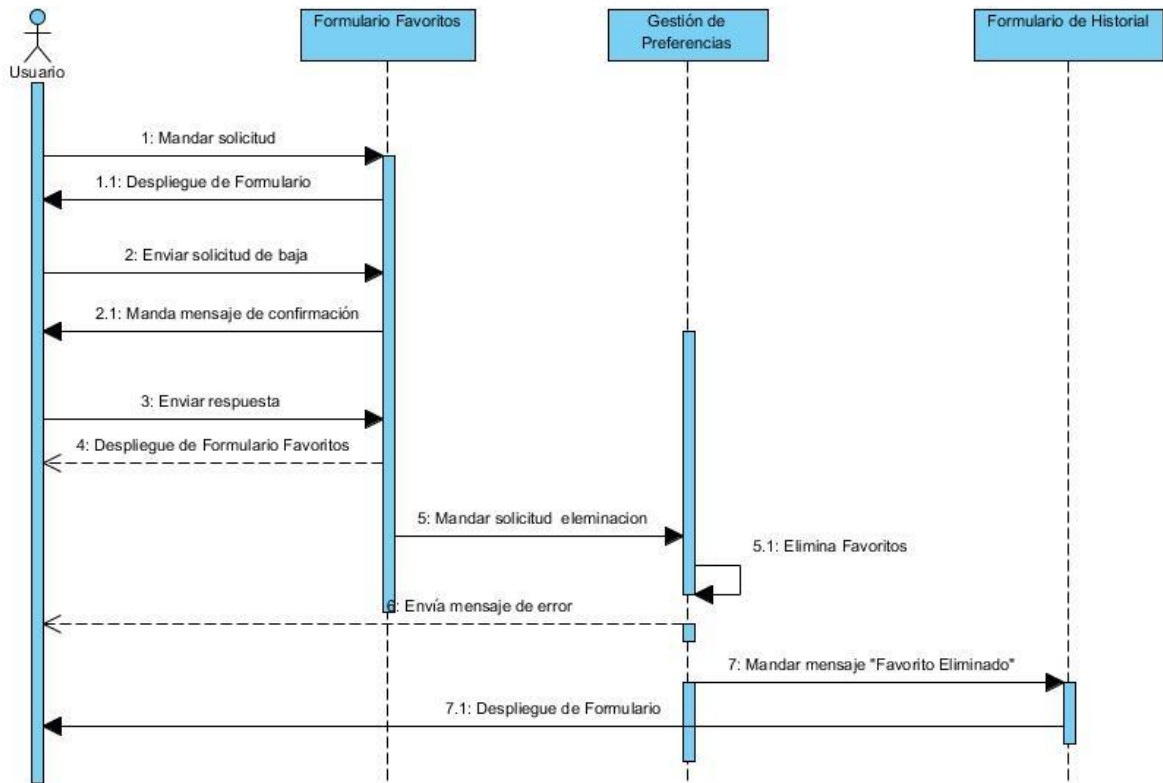 Formulario Favoritos
Gestión de
Preferencias
Formulario de Historial
Usuario
1: Mandar solicitud
1.1: Despliegue de Formulario
2: Enviar solicitud de baja
2.1: Manda mensaje de confirmación
3: Enviar respuesta
4: Despliegue de Formulario Favoritos
5: Mandar solicitud eleminacion
5.1: Elimina Favoritos
6: Envía mensaje de error
7: Mandar mensaje "Favorito Eliminado"
7.1: Despliegue de Formulario